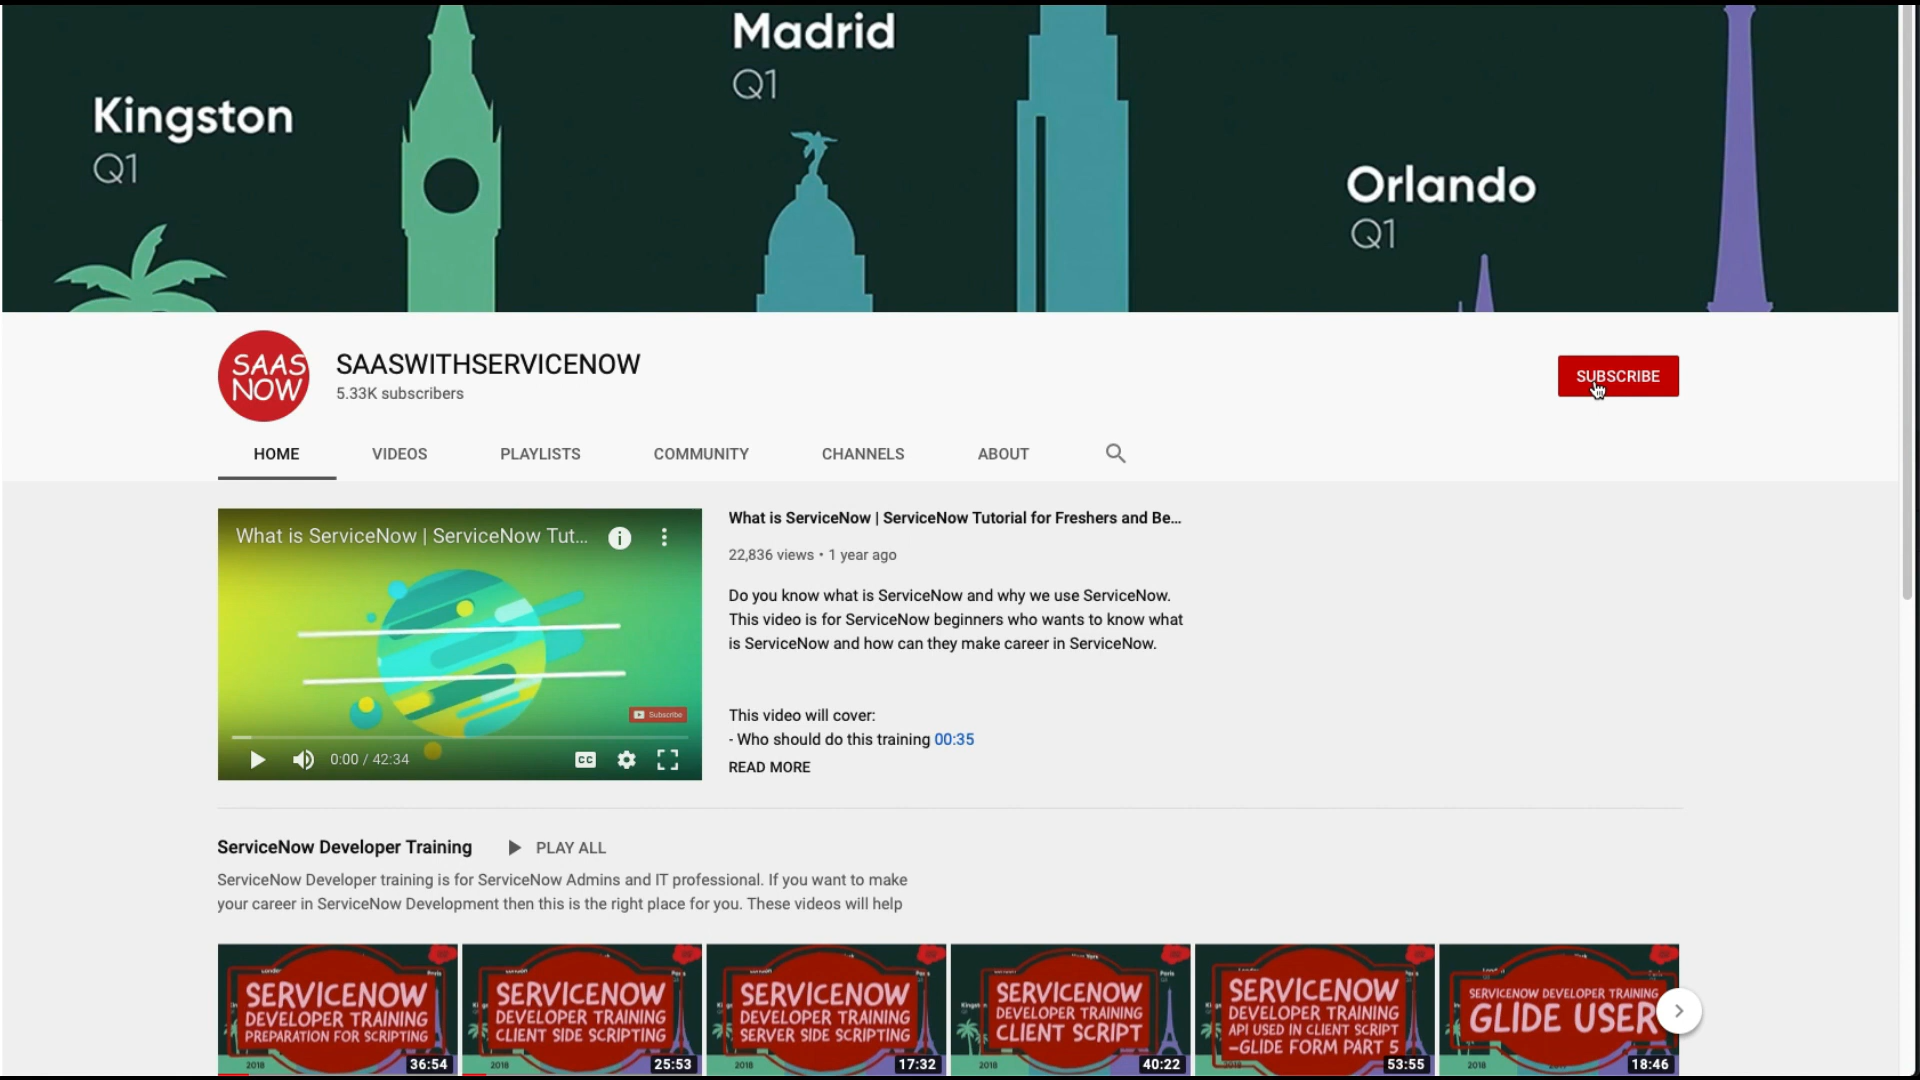 Madrid
Q1
Kingston
Q1
Orlando
Q1
SAAS
NOW
SAASWITHSERVICENOW
5.33K subscribers
SUBSCRIBE
HOME VIDEOS PLAYLISTS COMMUNITY CHANNELS ABOUT
What is ServiceNow | ServiceNow Tut...
Subscribe
0:00 / 42:34
CC
What is ServiceNow | ServiceNow Tutorial for Freshers and Be...
22,836 views • 1 year ago
Do you know what is ServiceNow and why we use ServiceNow.
This video is for ServiceNow beginners who wants to know what
is ServiceNow and how can they make career in ServiceNow.
This video will cover:
- Who should do this training 00:35
READ MORE
ServiceNow Developer Training PLAY ALL
ServiceNow Developer training is for ServiceNow Admins and IT professional. If you want to make
your career in ServiceNow Development then this is the right place for you. These videos will help
SERVICENOW
DEVELOPER TRAINING
PREPARATION FOR SCRIPTING
2018
36:54
SERVICENOW
DEVELOPER TRAINING
CLIENT SIDE SCRIPTING
2018
25:53
SERVICENOW
DEVELOPER TRAINING
SERVER SIDE SCRIPTING
2018
17:32
SERVICENOW
DEVELOPER TRAINING
CLIENT SCRIPT
Paris
2018
40:22
SERVICENOW
DEVELOPER TRAINING
API USED IN CLIENT SCRIPT
-GLIDE FORM PART 5
2018
53:55
SERVICENOW DEVELOPER TRAINING
GLIDE USER
2018
18:46